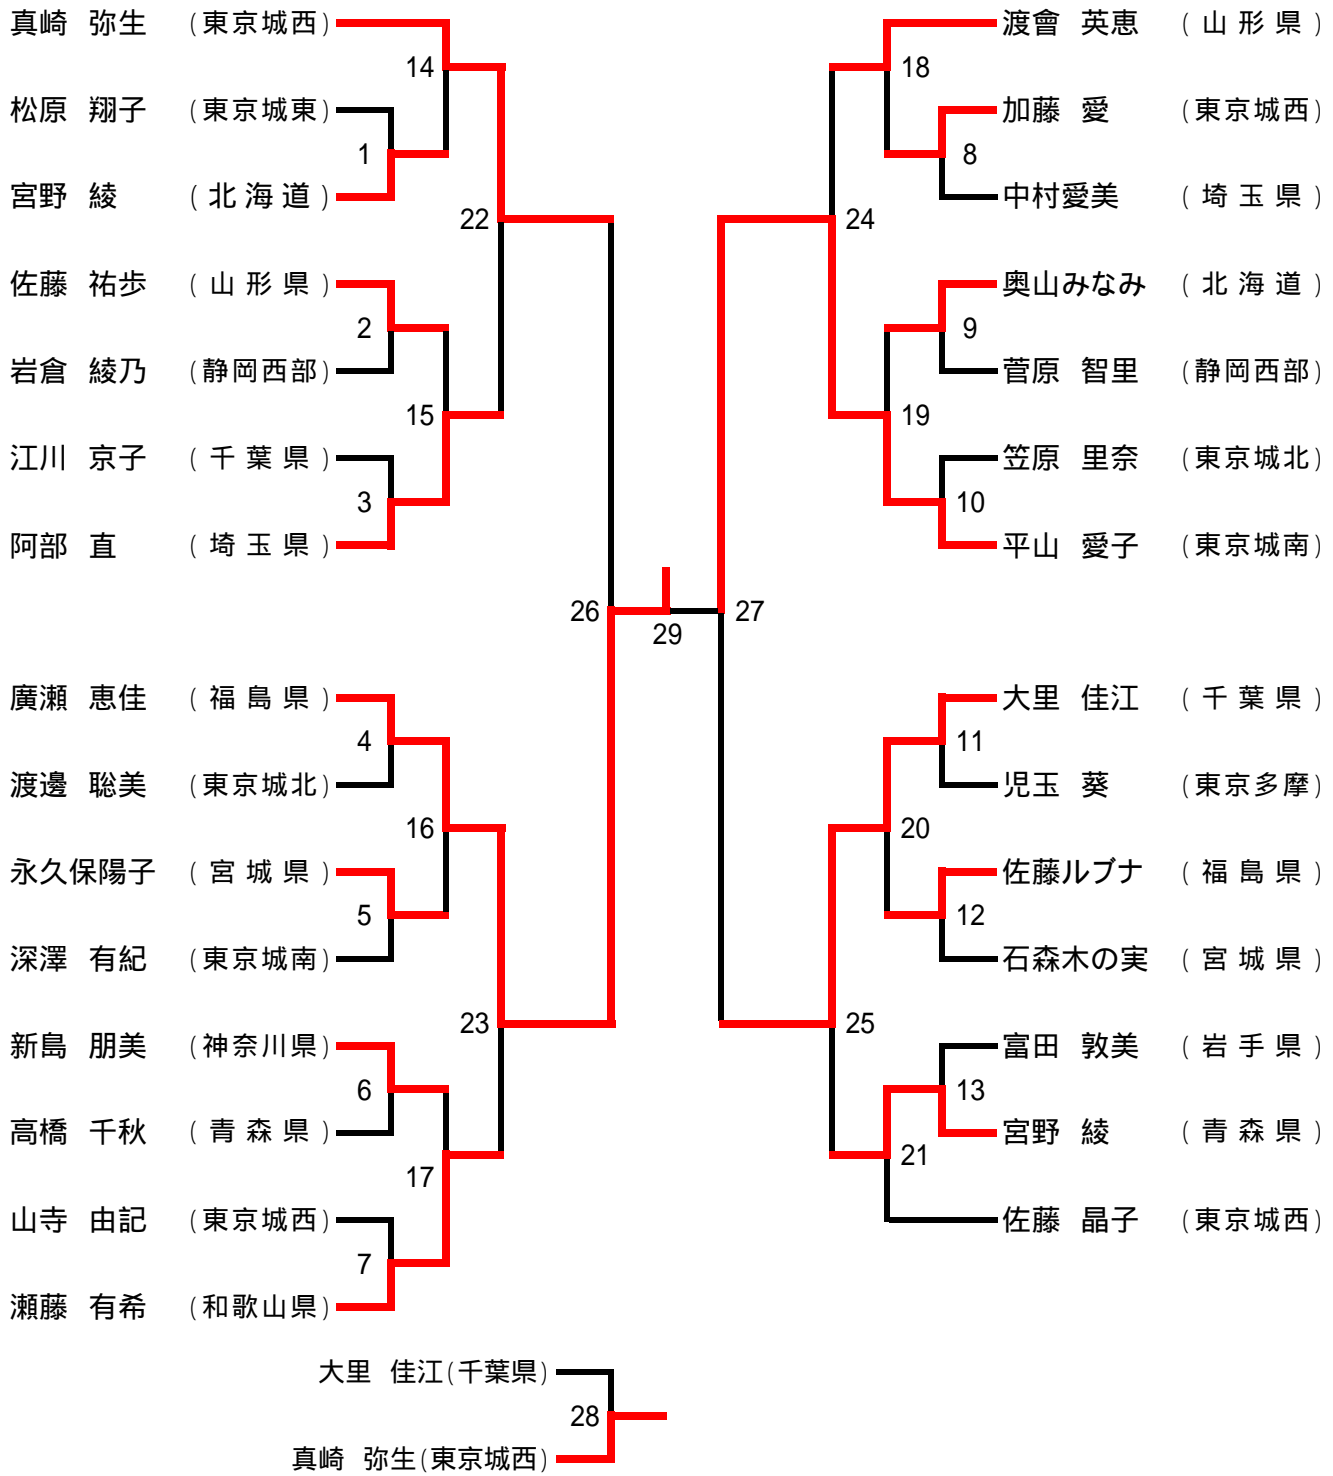 真崎 弥生 (東京城西)
14
松原 翔子 (東京城東)
1
宮野 綾 (北海道)
22
佐藤 祐歩 (山形県)
2
岩倉 綾乃 (静岡西部)
15
江川 京子 (千葉県)
3
阿部 直 (埼玉県)
26
29
廣瀬 恵佳 (福島県)
4
渡邊 聡美 (東京城北)
16
永久保陽子 (宮城県)
5
深澤 有紀 (東京城南)
23
新島 朋美 (神奈川県)
6
高橋 千秋 (青森県)
17
山寺 由記 (東京城西)
7
瀬藤 有希 (和歌山県)
渡會 英恵 (山形県)
18
加藤 愛 (東京城西)
8
中村愛美 (埼玉県)
24
奥山みなみ (北海道)
9
菅原 智里 (静岡西部)
19
笠原 里奈 (東京城北)
10
平山 愛子 (東京城南)
27
大里 佳江 (千葉県)
11
児玉 葵 (東京多摩)
20
佐藤ルブナ (福島県)
12
石森木の実 (宮城県)
25
富田 敦美 (岩手県)
13
宮野 綾 (青森県)
21
佐藤 晶子 (東京城西)
大里 佳江(千葉県)
28
真崎 弥生(東京城西)